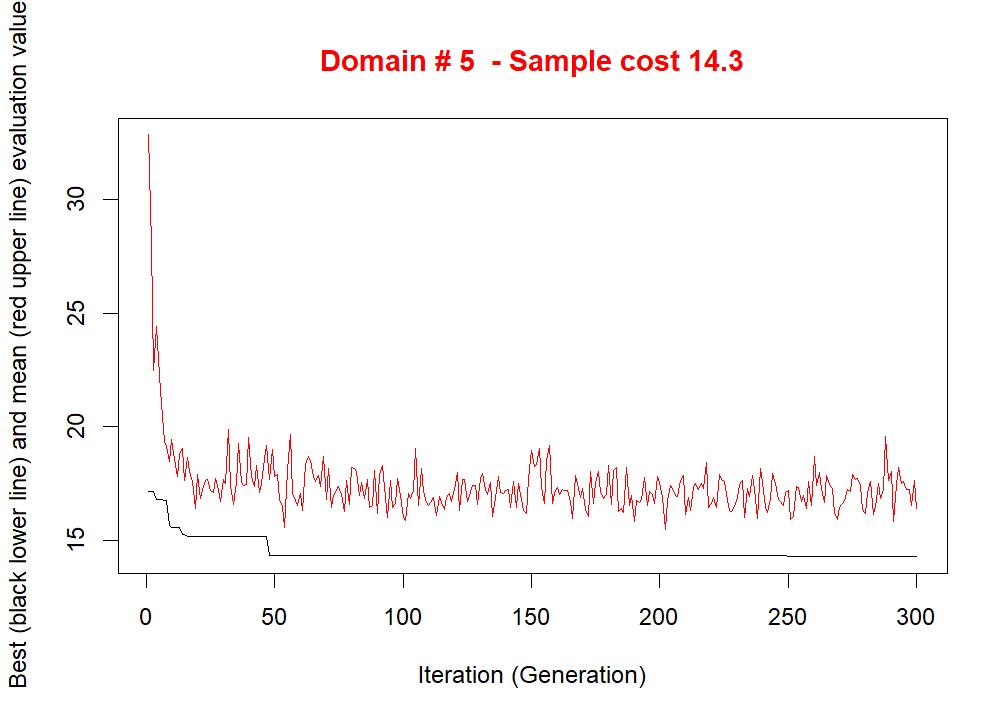 Domain # 5  - Sample cost 14.3
Best (black lower line) and mean (red upper line) evaluation value
30
25
20
15
0 50 100 150 200 250 300
Iteration (Generation)